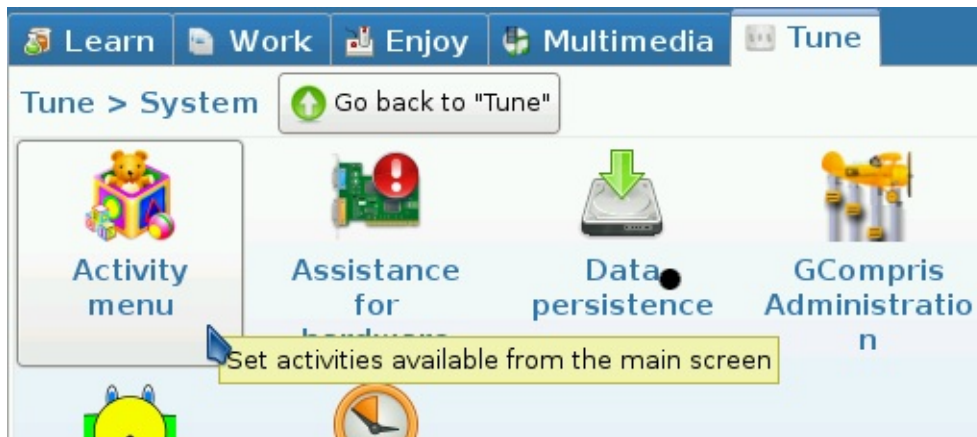 Learn Work Enjoy Multimedia Tune
Tune > System Go back to "Tune"
Activity
menu
Assistance
for
hardware
Data
persistence
GCompris
Administratio
n
Set activities available from the main screen